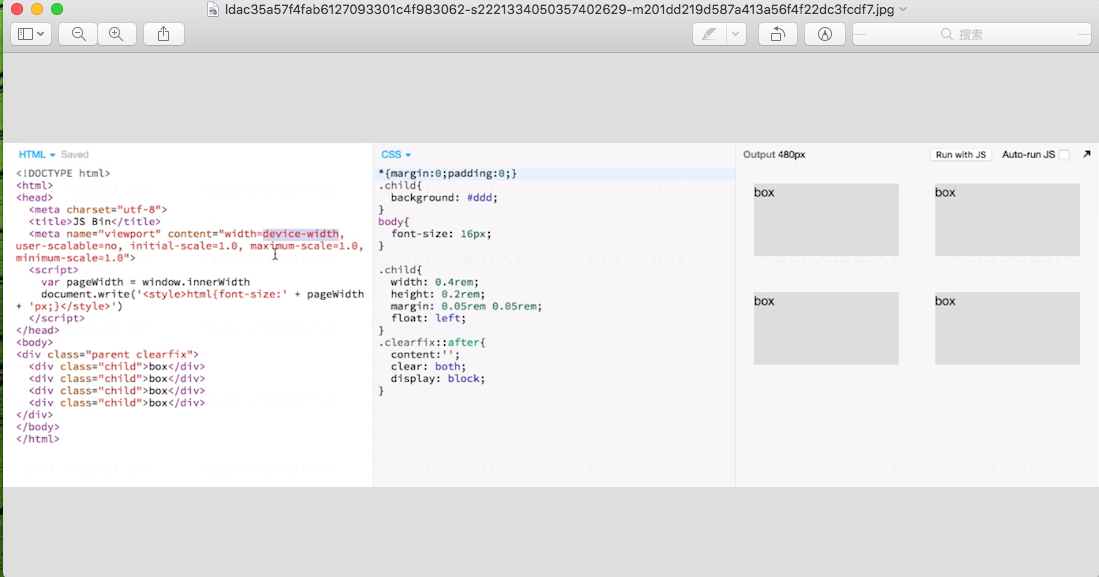 ldac35a57f4fab6127093301c4f983062-s2221334050357402629-m201dd219d587a413a56f4f22dc3fcdf7.jpg
搜索
HTML Saved
<!DOCTYPE html>
<html>
<head>
<meta charset="utf-8">
<title>JS Bin</title>
<meta name="viewport" content="width=device-width,
user-scalable=no, initial-scale=1.0, maximum-scale=1.0,
minimum-scale=1.0">
<script>
var pageWidth = window.innerWidth
document.write('<style>html{font-size:' + pageWidth
+ 'px;}</style>')
</script>
</head>
<body>
<div class="parent clearfix">
<div class="child">box</div>
<div class="child">box</div>
<div class="child">box</div>
<div class="child">box</div>
</div>
</body>
</html>
CSS
*{margin:0;padding:0;}
.child{
background: #ddd;
}
body{
font-size: 16px;
}
.child{
width: 0.4rem;
height: 0.2rem;
margin: 0.05rem 0.05rem;
float: left;
}
.clearfix::after{
content:'';
clear: both;
display: block;
}
Output 480px
Run with JS
Auto-run JS
box
box
box
box